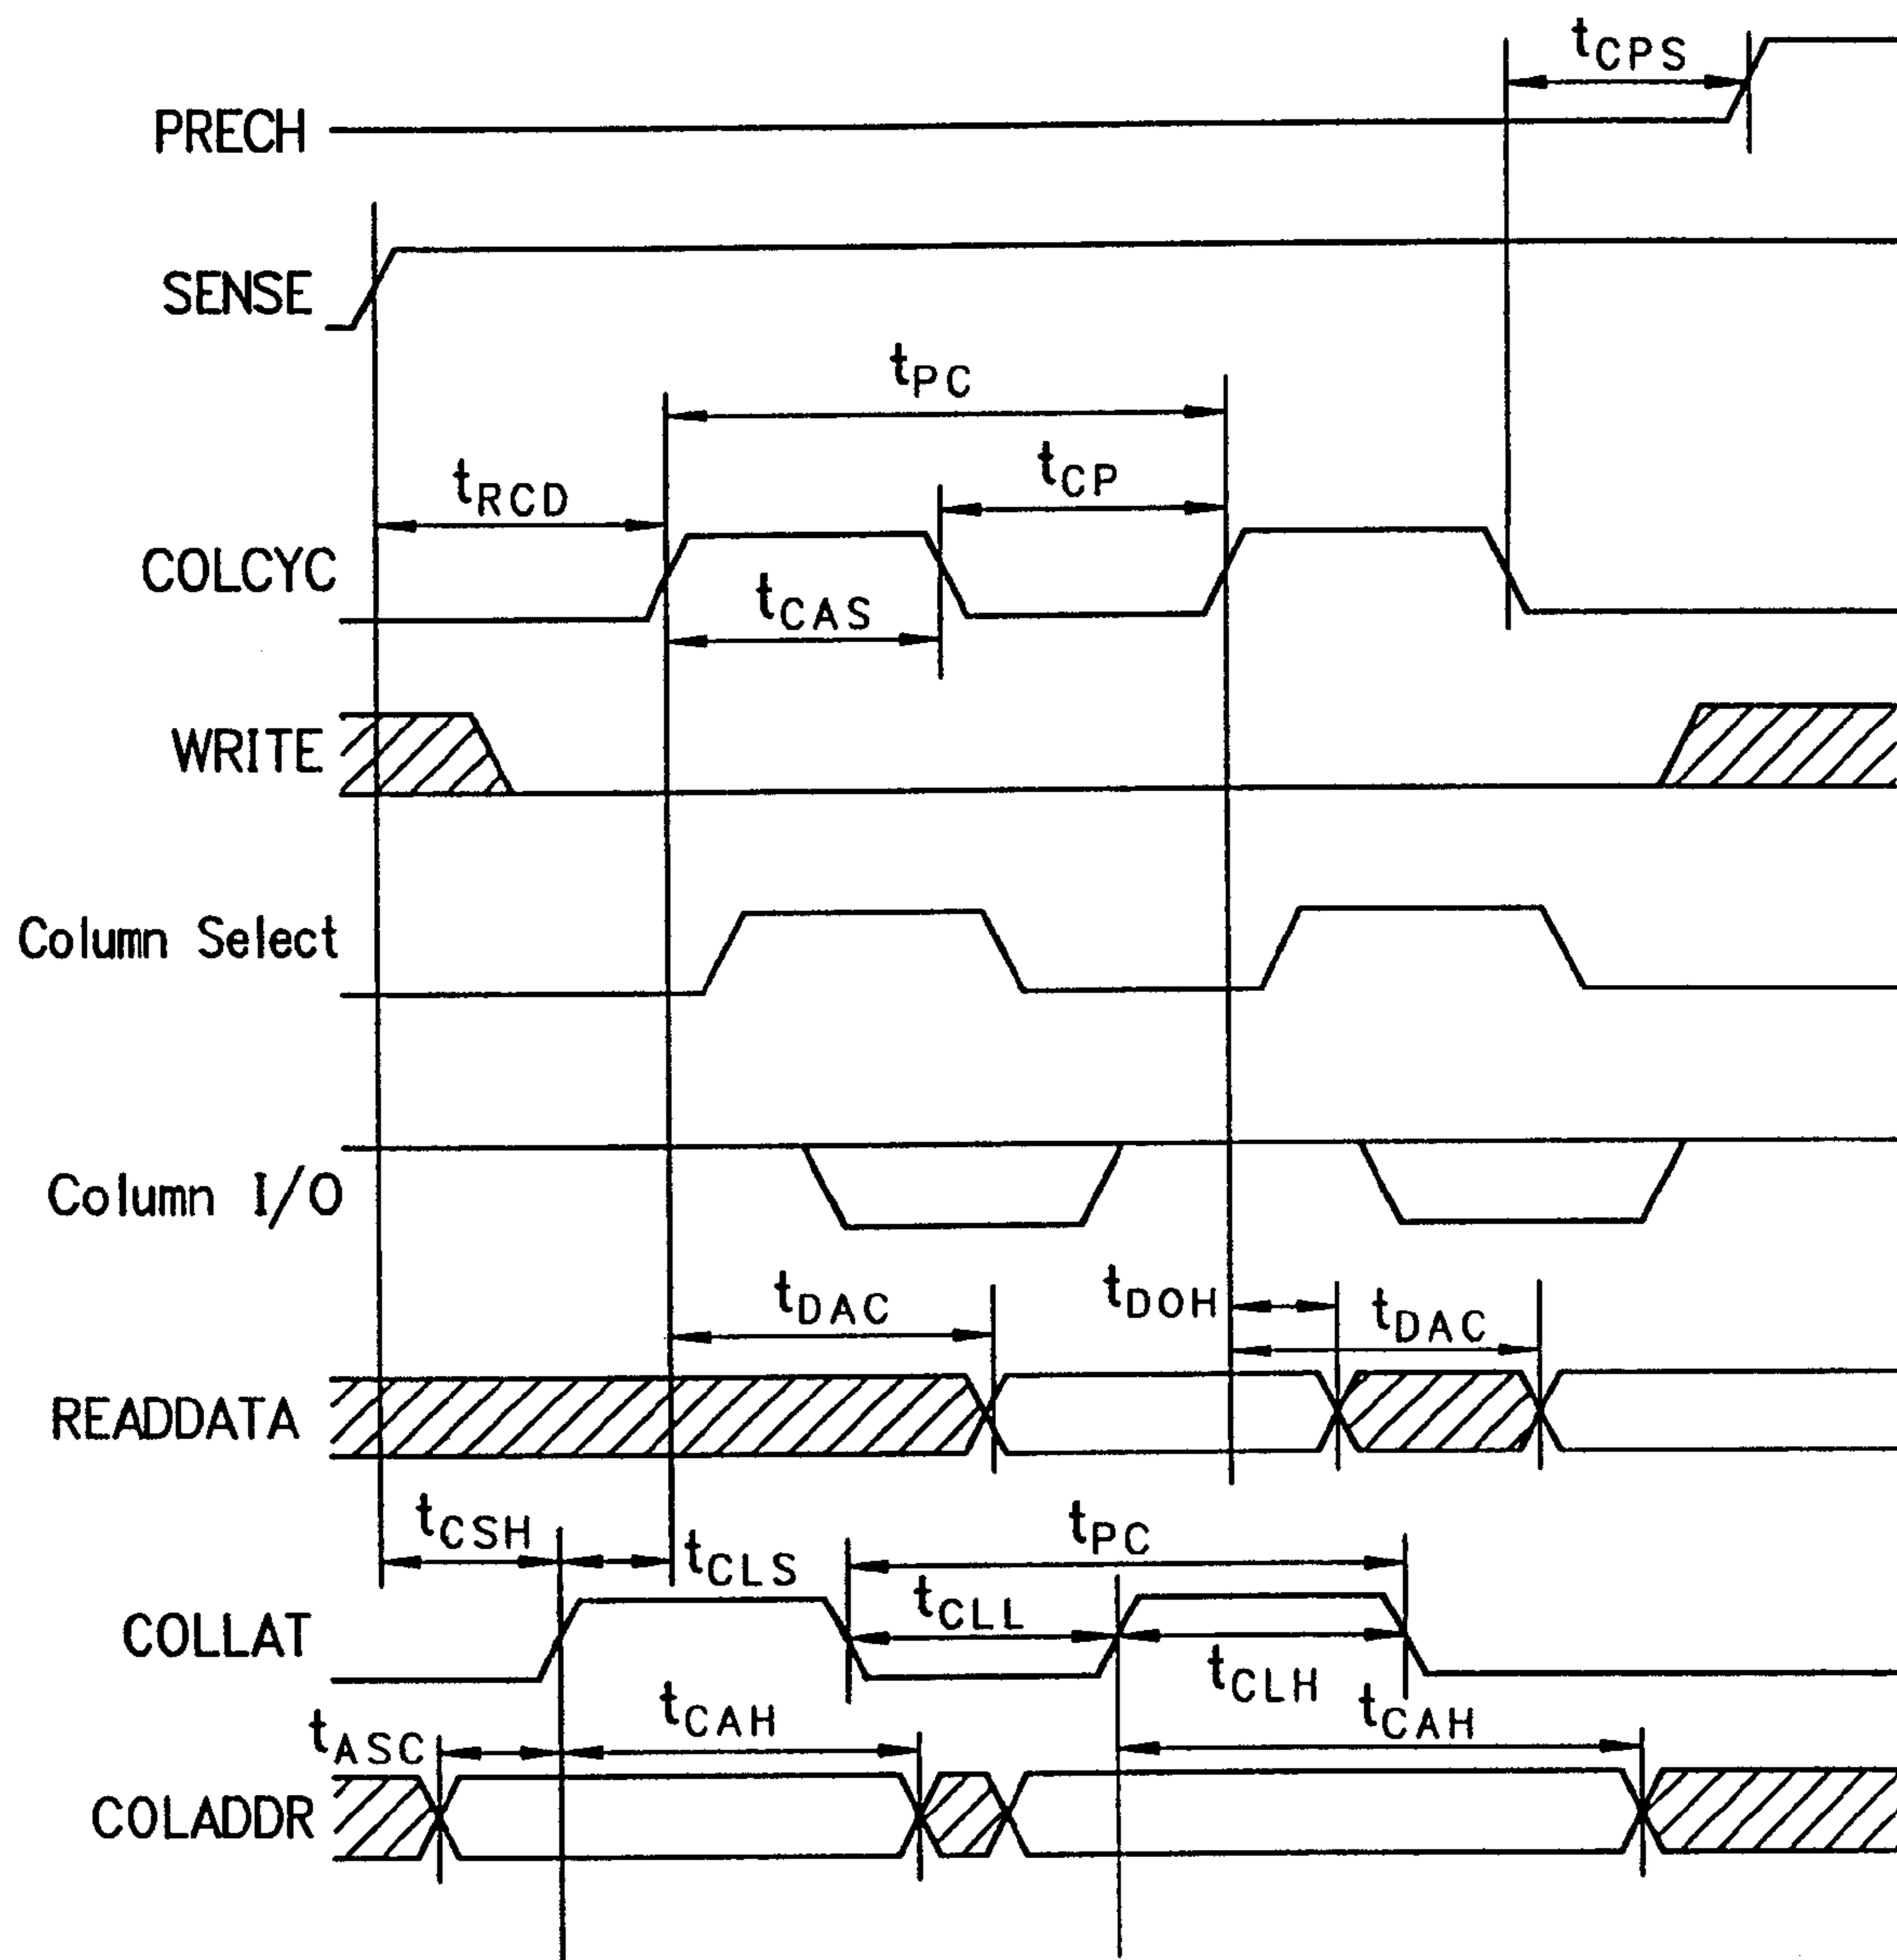 tCPS
PRECH
SENSE
tPC
tCP
tRCD
COLCYC
tCAS
WRITE
Column Select
Column I/O
tDAC
tDOH
tDAC
READDATA
tCSH
tCLS
tPC
tCLL
COLLAT
tCLH
tCAH
tCAH
tASC
COLADDR